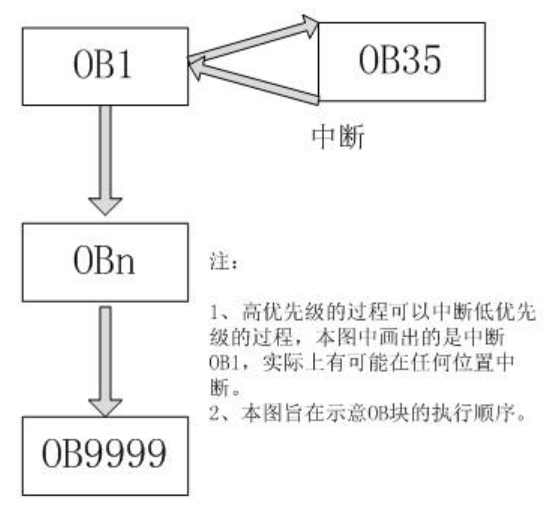 OB1
OB35
中断
OBn
注：
1、高优先级的过程可以中断低优先
级的过程，本图中画出的是中断
OB1，实际上有可能在任何位置中
断。
2、本图旨在示意OB块的执行顺序。
OB9999